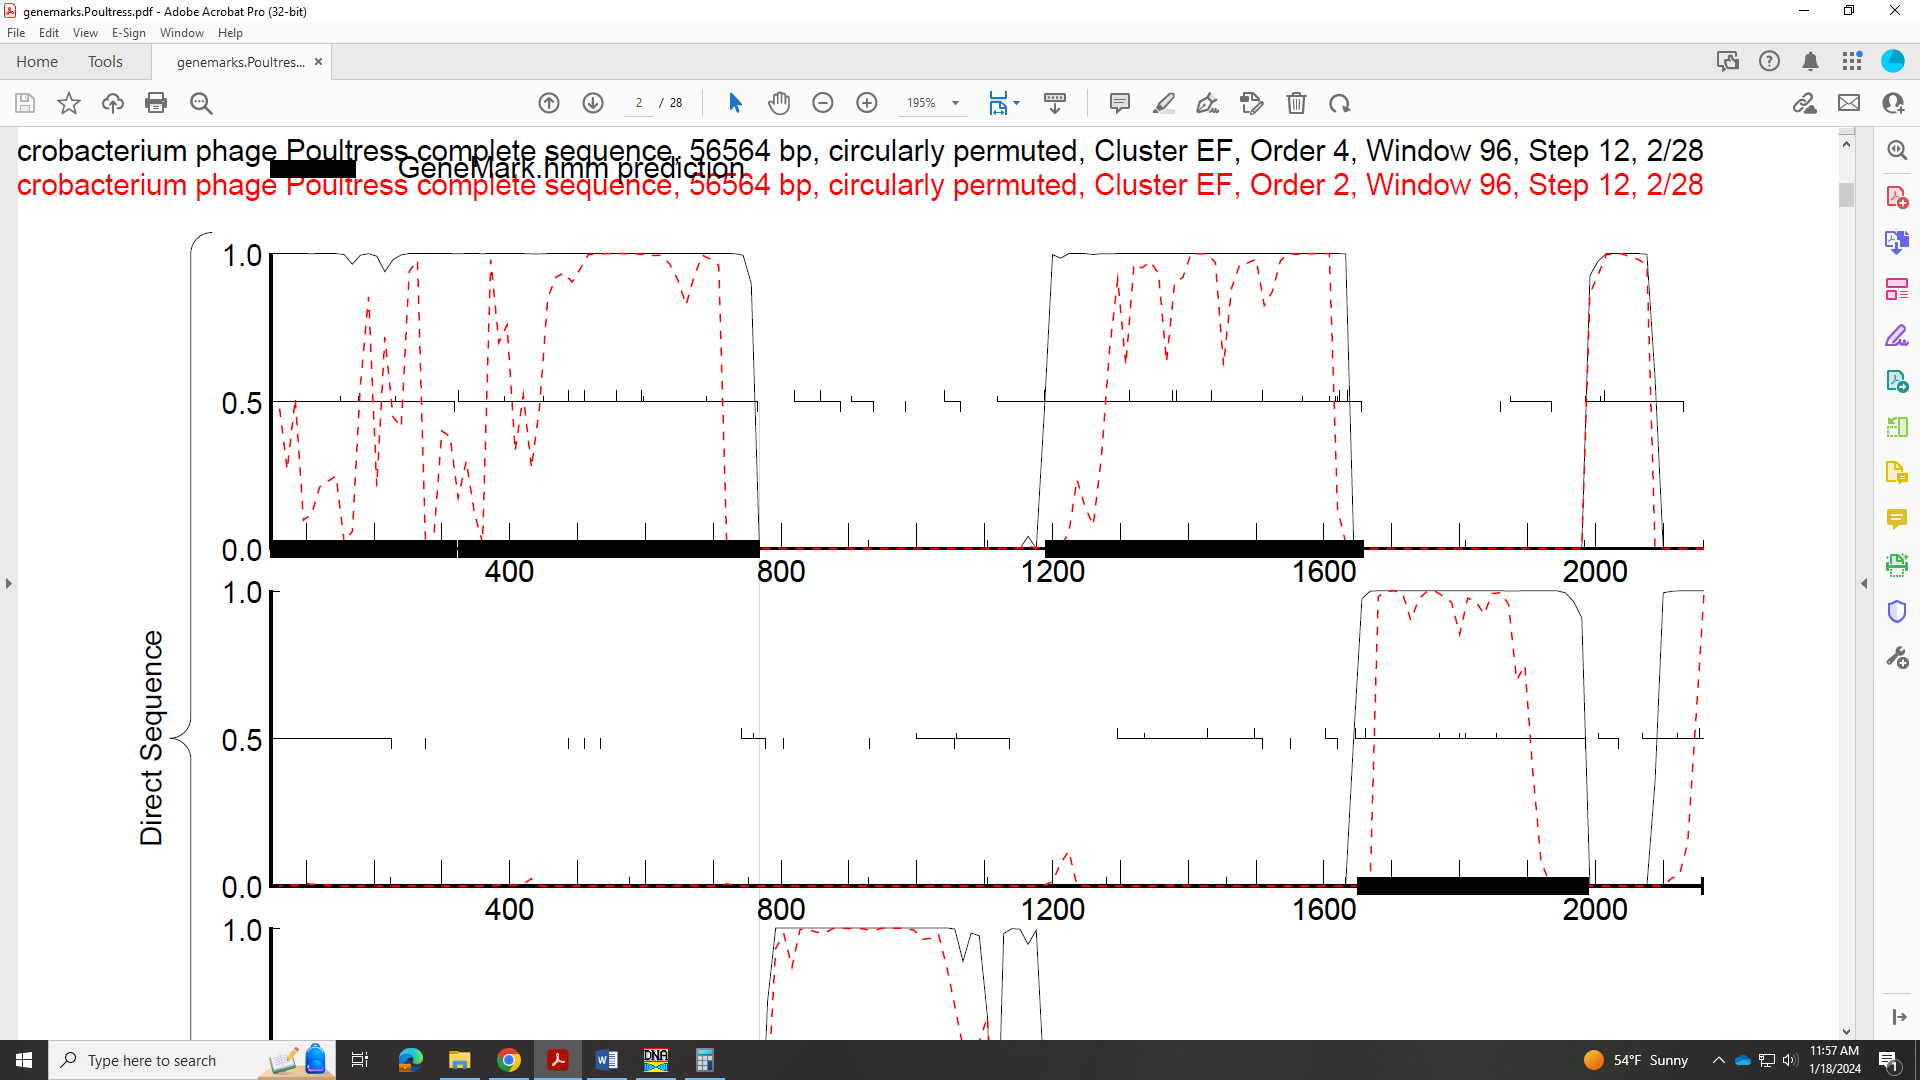 genemarks.Poultress.pdf - Adobe Acrobat Pro (32-bit)
File Edit View E-Sign Window Help
Home Tools genemarks.Poultres... ×
2 / 28 195%
crobacterium phage Poultress complete sequence, 56564 bp, circularly permuted, Cluster EF, Order 4, Window 96, Step 12, 2/28
GeneMark.hmm prediction
crobacterium phage Poultress complete sequence, 56564 bp, circularly permuted, Cluster EF, Order 2, Window 96, Step 12, 2/28
1.0
0.5
0.0
400 800 1200 1600 2000
1.0
Direct Sequence
0.5
0.0
400 800 1200 1600 2000
1.0
Type here to search
DNA
54°F Sunny
11:57 AM
1/18/2024
1